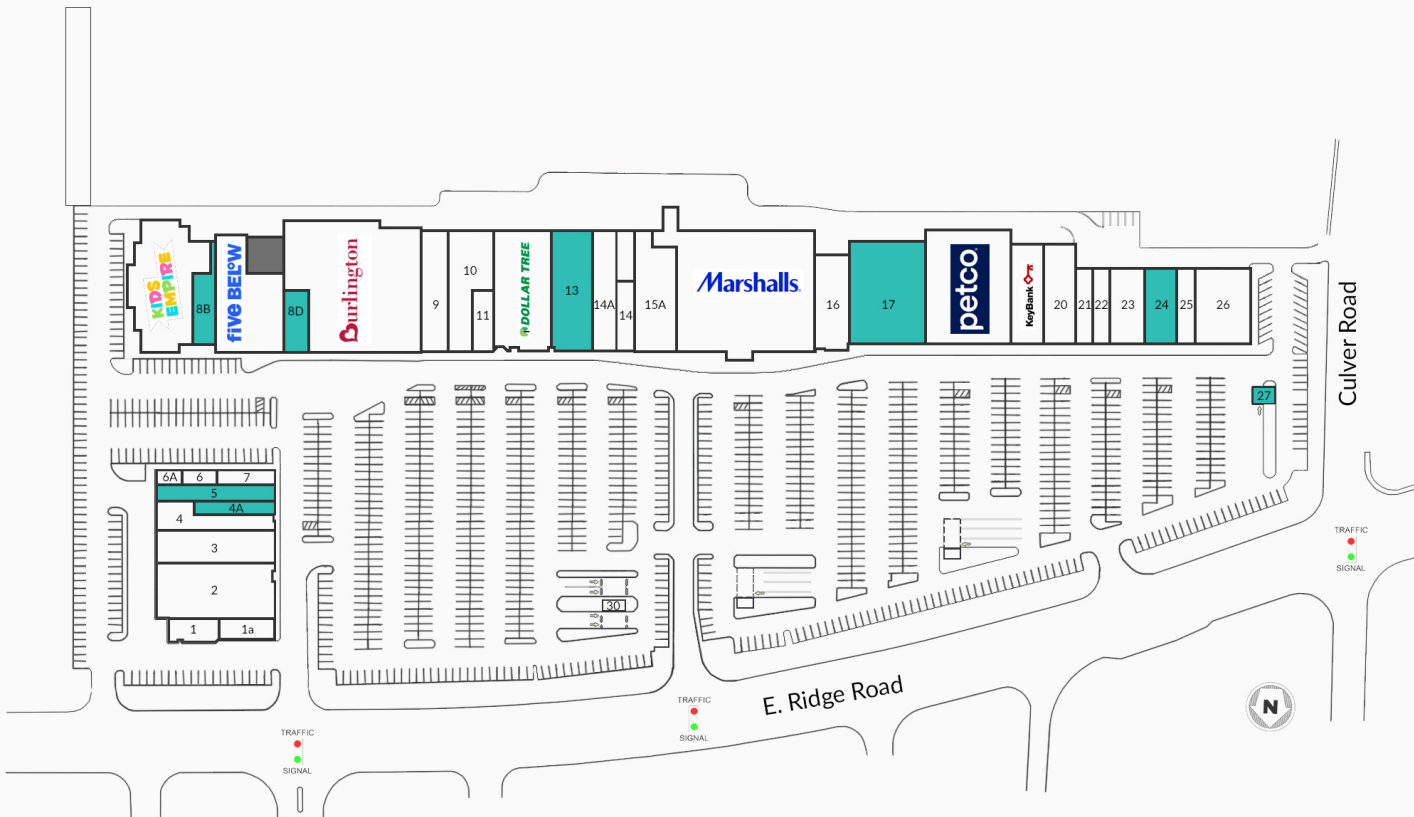 KIDS
EMPIRE
8B
five BEL°W
8D
Burlington
9
10
11
DOLLAR TREE
13
14A
14
15A
Marshalls.
16
17
petco
KeyBank
20
21
22
23
24
25
26
27
Culver Road
6A
6
7
5
4A
4
3
2
1
1a
30
TRAFFIC
SIGNAL
E. Ridge Road
TRAFFIC
SIGNAL
N
TRAFFIC
SIGNAL